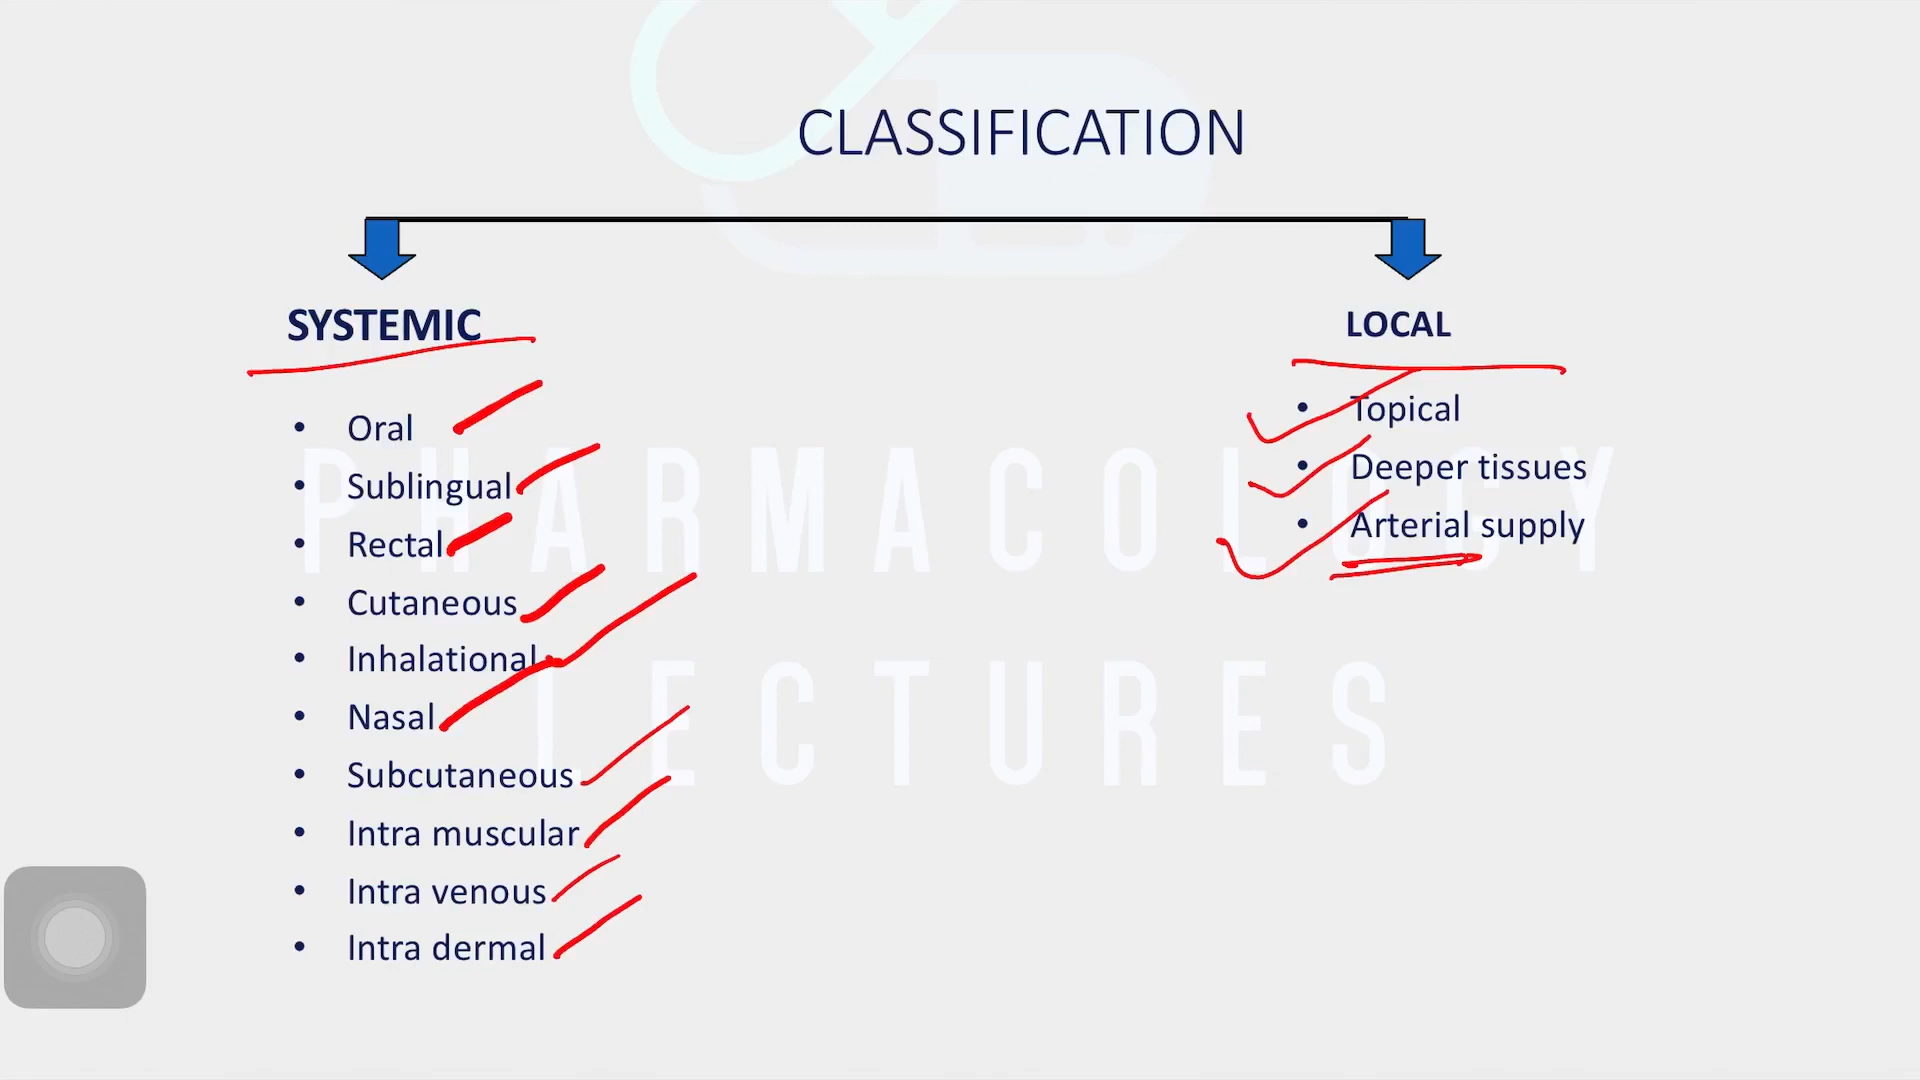 CLASSIFICATION
SYSTEMIC
• Oral
• Sublingual
• Rectal
• Cutaneous
• Inhalational
• Nasal
• Subcutaneous
• Intra muscular
• Intra venous
• Intra dermal
LOCAL
• Topical
• Deeper tissues
• Arterial supply
PHARMACOLOGY
LECTURES